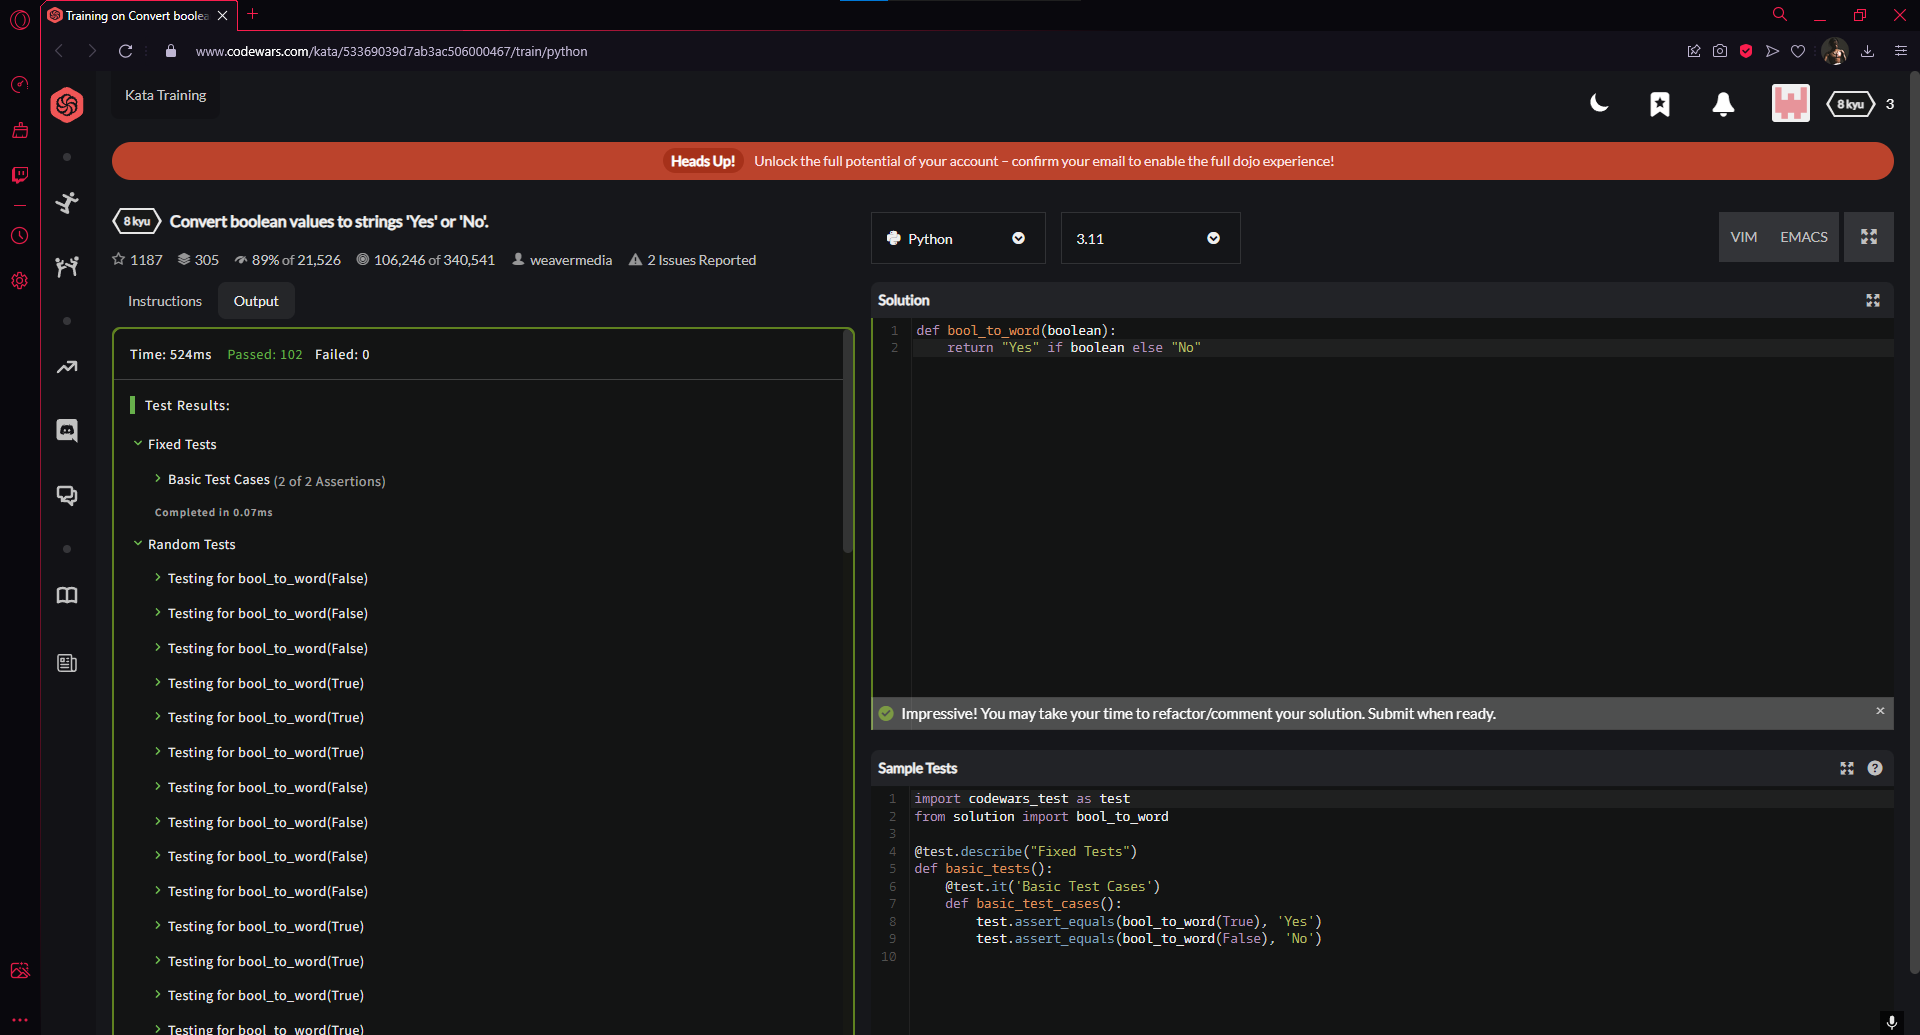 Training on Convert boolea
www.codewars.com/kata/53369039d7ab3ac506000467/train/python
Kata Training
8 kyu 3
Heads Up! Unlock the full potential of your account – confirm your email to enable the full dojo experience!
8 kyu Convert boolean values to strings 'Yes' or 'No'.
1187 305 89% of 21,526 106,246 of 340,541 weavermedia 2 Issues Reported
Python 3.11 VIM EMACS
Instructions Output
Time: 524ms Passed: 102 Failed: 0
Test Results:
Fixed Tests
Basic Test Cases (2 of 2 Assertions)
Completed in 0.07ms
Random Tests
Testing for bool_to_word(False)
Testing for bool_to_word(False)
Testing for bool_to_word(False)
Testing for bool_to_word(True)
Testing for bool_to_word(True)
Testing for bool_to_word(True)
Testing for bool_to_word(False)
Testing for bool_to_word(False)
Testing for bool_to_word(False)
Testing for bool_to_word(False)
Testing for bool_to_word(True)
Testing for bool_to_word(True)
Testing for bool_to_word(True)
Testing for bool_to_word(True)
Solution
1 def bool_to_word(boolean):
2     return "Yes" if boolean else "No"
Impressive! You may take your time to refactor/comment your solution. Submit when ready.
Sample Tests
1 import codewars_test as test
2 from solution import bool_to_word
3
4 @test.describe("Fixed Tests")
5 def basic_tests():
6     @test.it('Basic Test Cases')
7     def basic_test_cases():
8         test.assert_equals(bool_to_word(True), 'Yes')
9         test.assert_equals(bool_to_word(False), 'No')
10